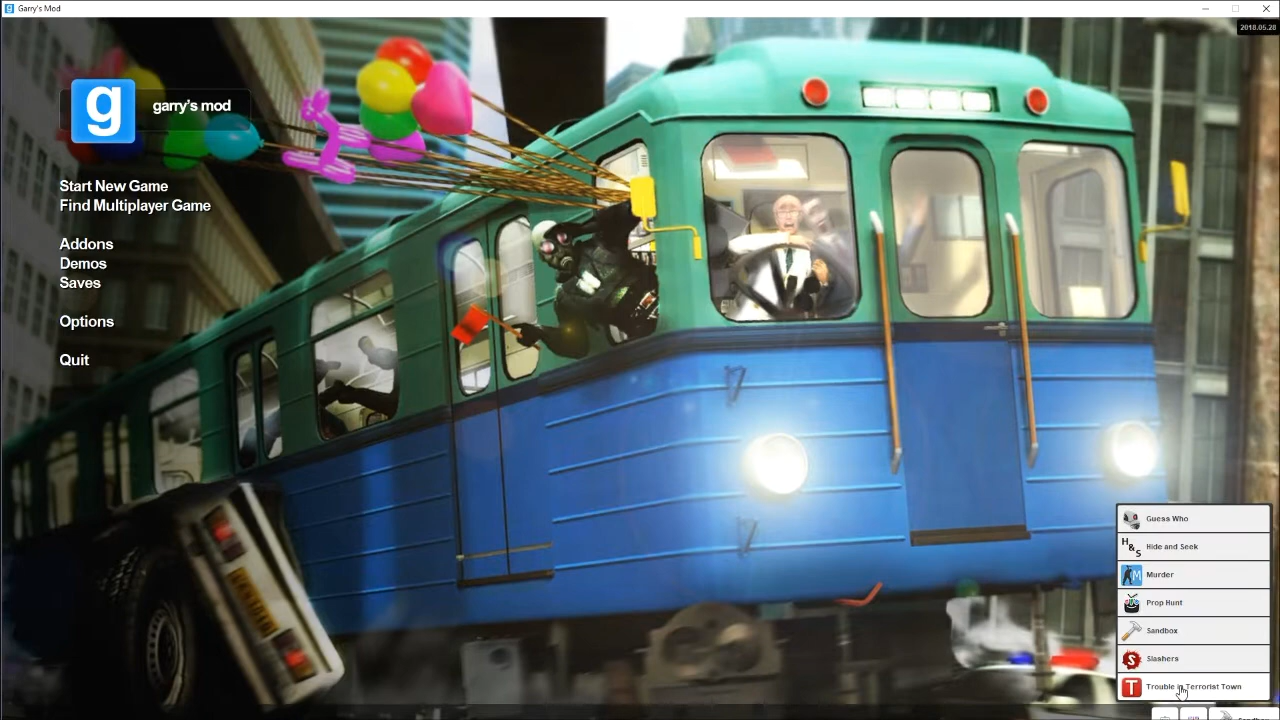 Garry's Mod
2018.05.28
g garry's mod
Start New Game
Find Multiplayer Game
Addons
Demos
Saves
Options
Quit
Guess Who
H&S Hide and Seek
M Murder
Prop Hunt
Sandbox
S Slashers
T Trouble in Terrorist Town